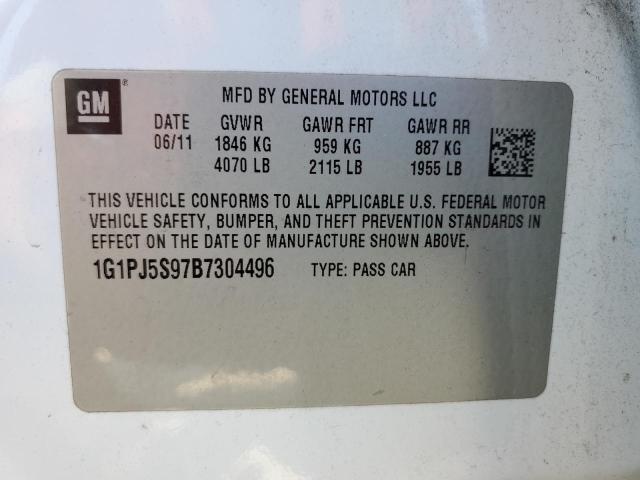 GM®
MFD BY GENERAL MOTORS LLC
DATE GVWR GAWR FRT GAWR RR
06/11 1846 KG 959 KG 887 KG
4070 LB 2115 LB 1955 LB
THIS VEHICLE CONFORMS TO ALL APPLICABLE U.S. FEDERAL MOTOR
VEHICLE SAFETY, BUMPER, AND THEFT PREVENTION STANDARDS IN
EFFECT ON THE DATE OF MANUFACTURE SHOWN ABOVE.
1G1PJ5S97B7304496 TYPE: PASS CAR